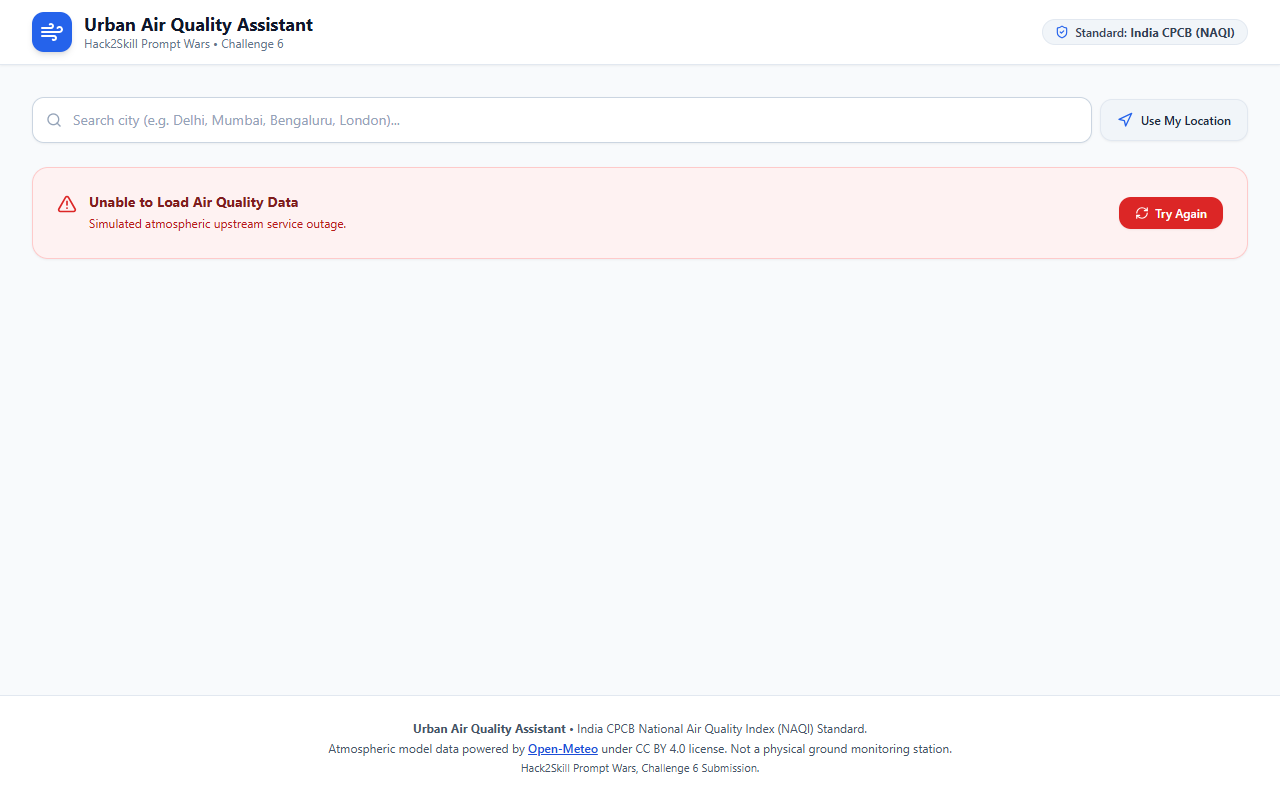 Urban Air Quality Assistant
Hack2Skill Prompt Wars • Challenge 6
Standard: India CPCB (NAQI)
Search city (e.g. Delhi, Mumbai, Bengaluru, London)...
Use My Location
Unable to Load Air Quality Data
Simulated atmospheric upstream service outage.
Try Again
Urban Air Quality Assistant • India CPCB National Air Quality Index (NAQI) Standard.
Atmospheric model data powered by Open-Meteo under CC BY 4.0 license. Not a physical ground monitoring station.
Hack2Skill Prompt Wars, Challenge 6 Submission.